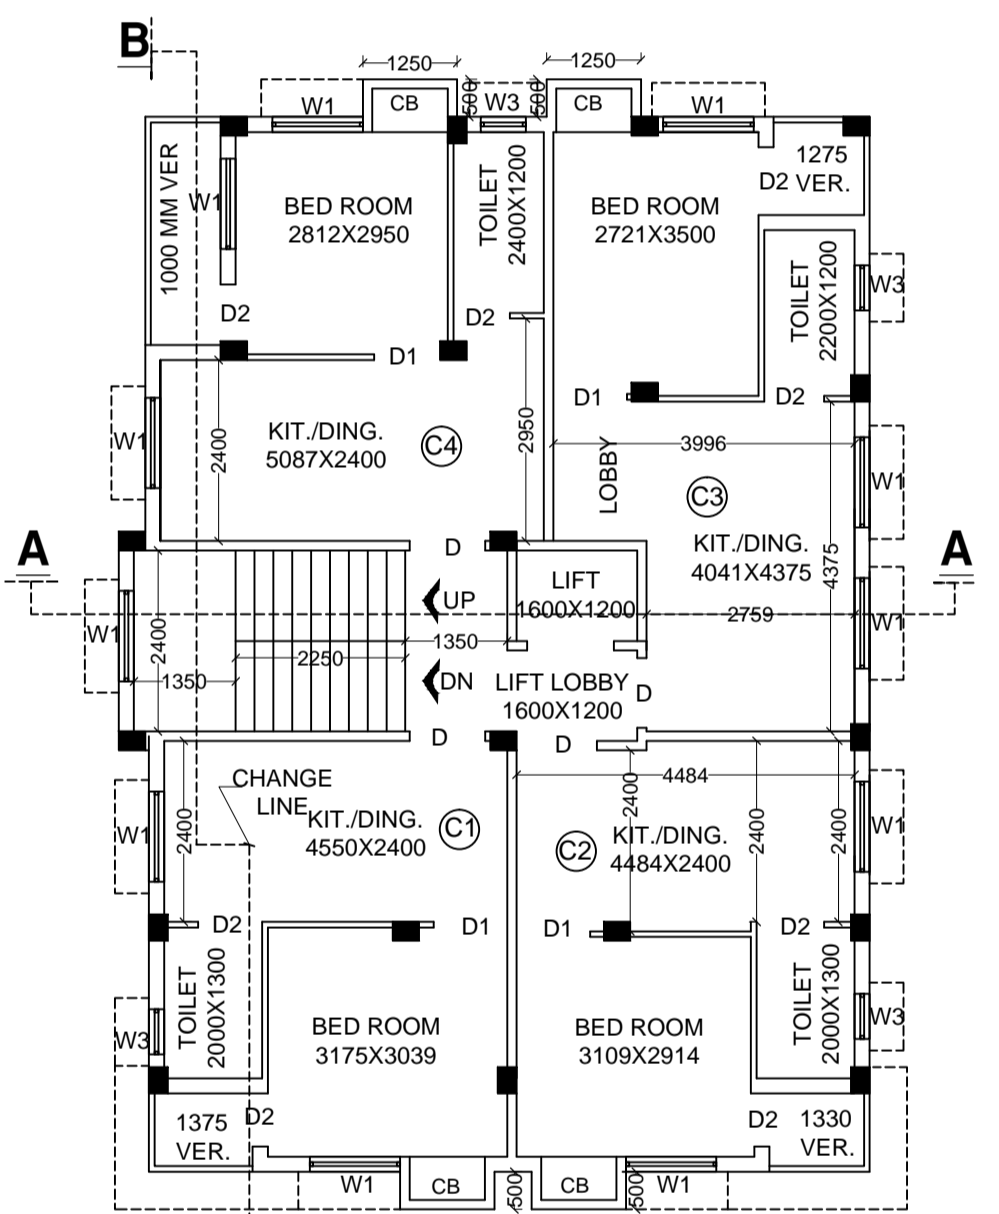 B
1250
1250
W1
CB
500
W3
500
CB
W1
1000 MM VER
W1
BED ROOM
2812X2950
TOILET
2400X1200
BED ROOM
2721X3500
1275
D2 VER.
W3
TOILET
2200X1200
D2
D2
D1
D1
D2
W1
2400
KIT./DING.
5087X2400
C4
2950
LOBBY
3996
C3
W1
KIT./DING.
4041X4375
4375
A
D
A
LIFT
1600X1200
UP
2759
W1
2400
1350
W1
2250
1350
DN
LIFT LOBBY
1600X1200
D
D
D
4484
CHANGE
LINE
W1
2400
KIT./DING.
4550X2400
C1
C2
2400
KIT./DING.
4484X2400
2400
2400
W1
D2
D1
D1
D2
TOILET
2000X1300
BED ROOM
3175X3039
BED ROOM
3109X2914
TOILET
2000X1300
W3
W3
1375
VER.
D2
D2
1330
VER.
W1
CB
500
CB
500
W1